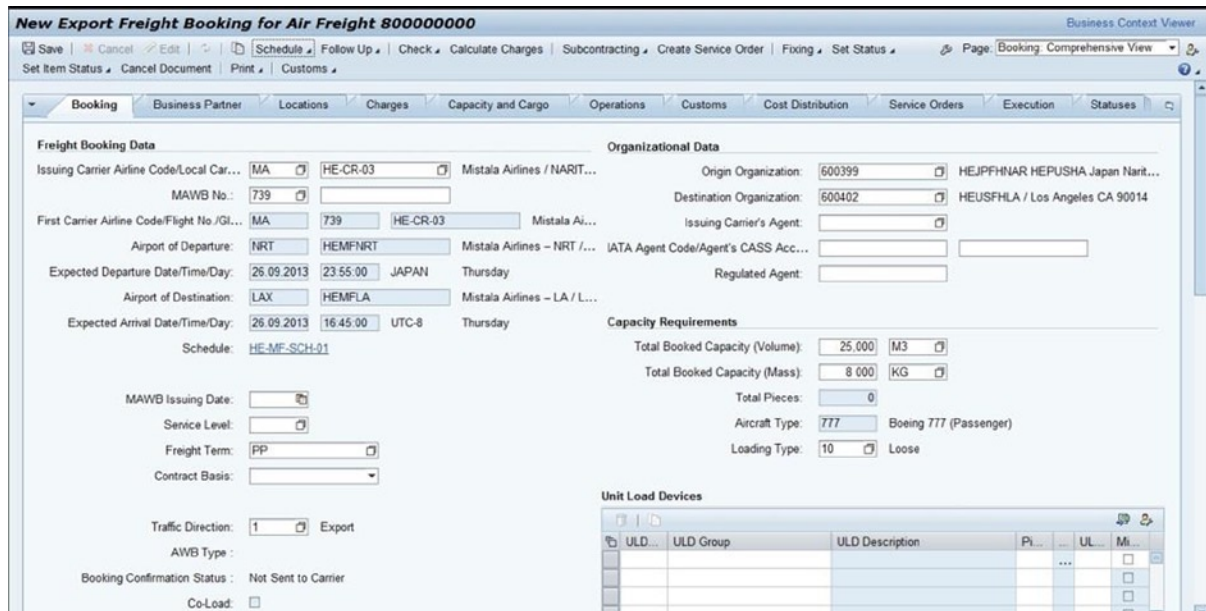 New Export Freight Booking for Air Freight 800000000 Business Context Viewer
Save Cancel Edit Schedule Follow Up Check Calculate Charges Subcontracting Create Service Order Fixing Set Status Page: Booking: Comprehensive View
Set Item Status Cancel Document Print Customs
Booking Business Partner Locations Charges Capacity and Cargo Operations Customs Cost Distribution Service Orders Execution Statuses
Freight Booking Data
Issuing Carrier Airline Code/Local Car... MA HE-CR-03 Mistala Airlines / NARIT...
MAWB No.: 739
First Carrier Airline Code/Flight No./Gl... MA 739 HE-CR-03 Mistala Ai...
Airport of Departure: NRT HEMFNRT Mistala Airlines – NRT /...
Expected Departure Date/Time/Day: 26.09.2013 23:55:00 JAPAN Thursday
Airport of Destination: LAX HEMFLA Mistala Airlines – LA / L...
Expected Arrival Date/Time/Day: 26.09.2013 16:45:00 UTC-8 Thursday
Schedule: HE-MF-SCH-01
MAWB Issuing Date:
Service Level:
Freight Term: PP
Contract Basis:
Traffic Direction: 1 Export
AWB Type :
Booking Confirmation Status : Not Sent to Carrier
Co-Load:
Organizational Data
Origin Organization: 600399 HEJPFHNAR HEPUSHA Japan Narit...
Destination Organization: 600402 HEUSFHLA / Los Angeles CA 90014
Issuing Carrier's Agent:
IATA Agent Code/Agent's CASS Acc...
Regulated Agent:
Capacity Requirements
Total Booked Capacity (Volume): 25,000 M3
Total Booked Capacity (Mass): 8 000 KG
Total Pieces: 0
Aircraft Type: 777 Boeing 777 (Passenger)
Loading Type: 10 Loose
Unit Load Devices
ULD... ULD Group ULD Description Pi... ... UL... Mi...
...